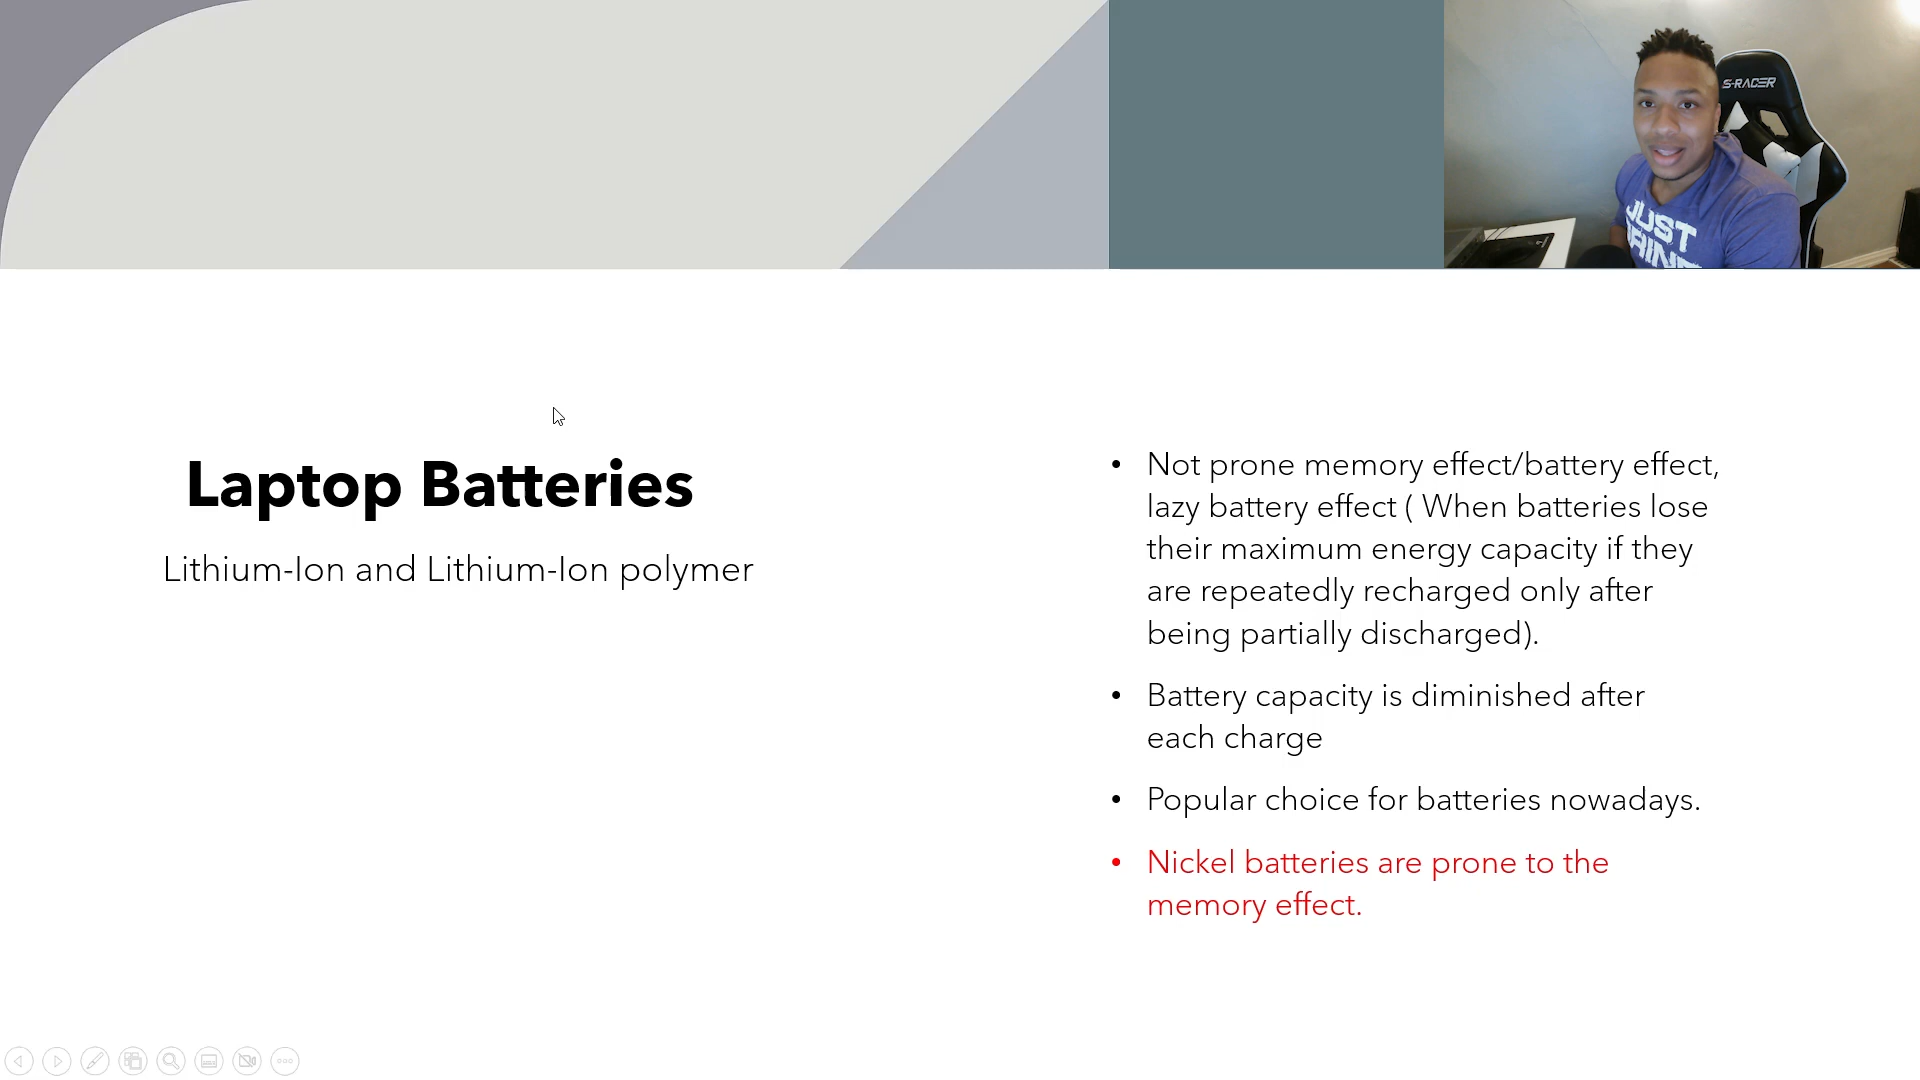 S-RACER
JUST
Laptop Batteries
Lithium-Ion and Lithium-Ion polymer
• Not prone memory effect/battery effect,
lazy battery effect ( When batteries lose
their maximum energy capacity if they
are repeatedly recharged only after
being partially discharged).
• Battery capacity is diminished after
each charge
• Popular choice for batteries nowadays.
• Nickel batteries are prone to the
memory effect.